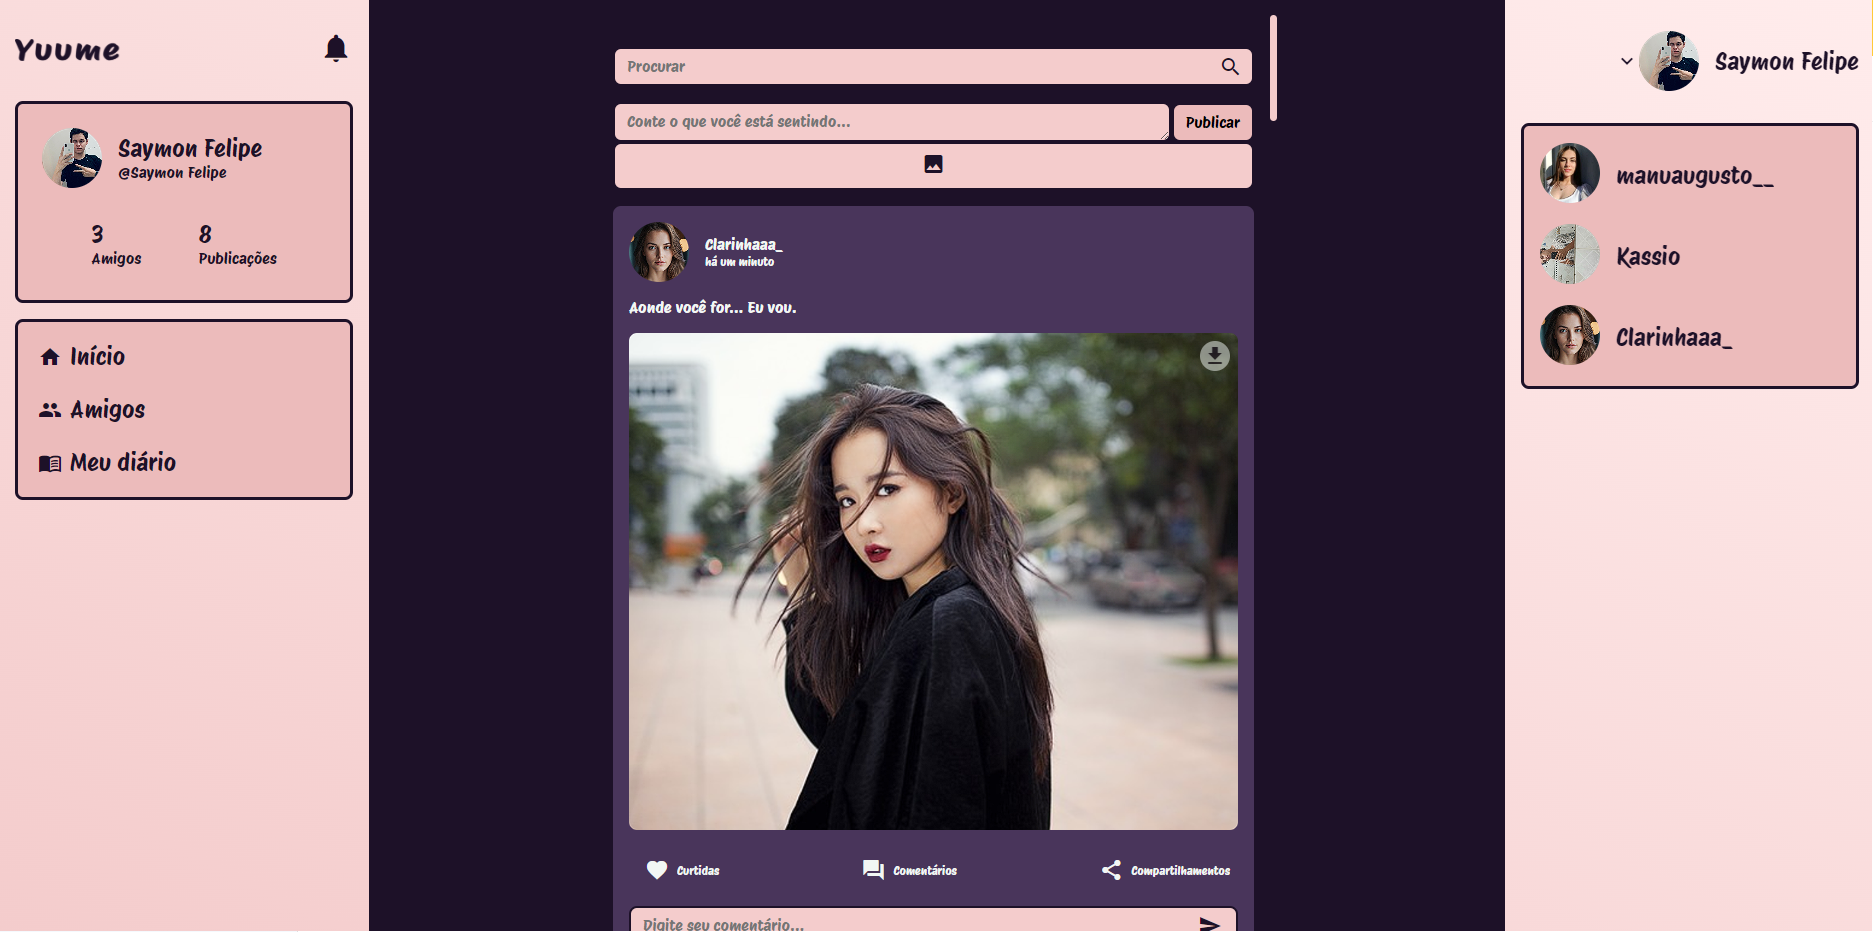 Yuume
Saymon Felipe
@Saymon Felipe
3
Amigos
8
Publicações
Início
Amigos
Meu diário
Procurar
Conte o que você está sentindo...
Publicar
Clarinhaaa_
há um minuto
Aonde você for... Eu vou.
Curtidas
Comentários
Compartilhamentos
Digite seu comentário...
Saymon Felipe
manuaugusto__
Kassio
Clarinhaaa_